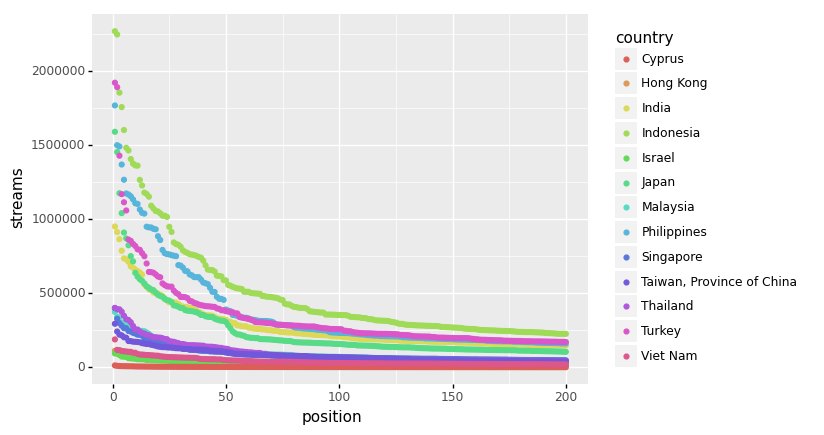 2000000
1500000
1000000
500000
0
streams
0 50 100 150 200
position
country
Cyprus
Hong Kong
India
Indonesia
Israel
Japan
Malaysia
Philippines
Singapore
Taiwan, Province of China
Thailand
Turkey
Viet Nam